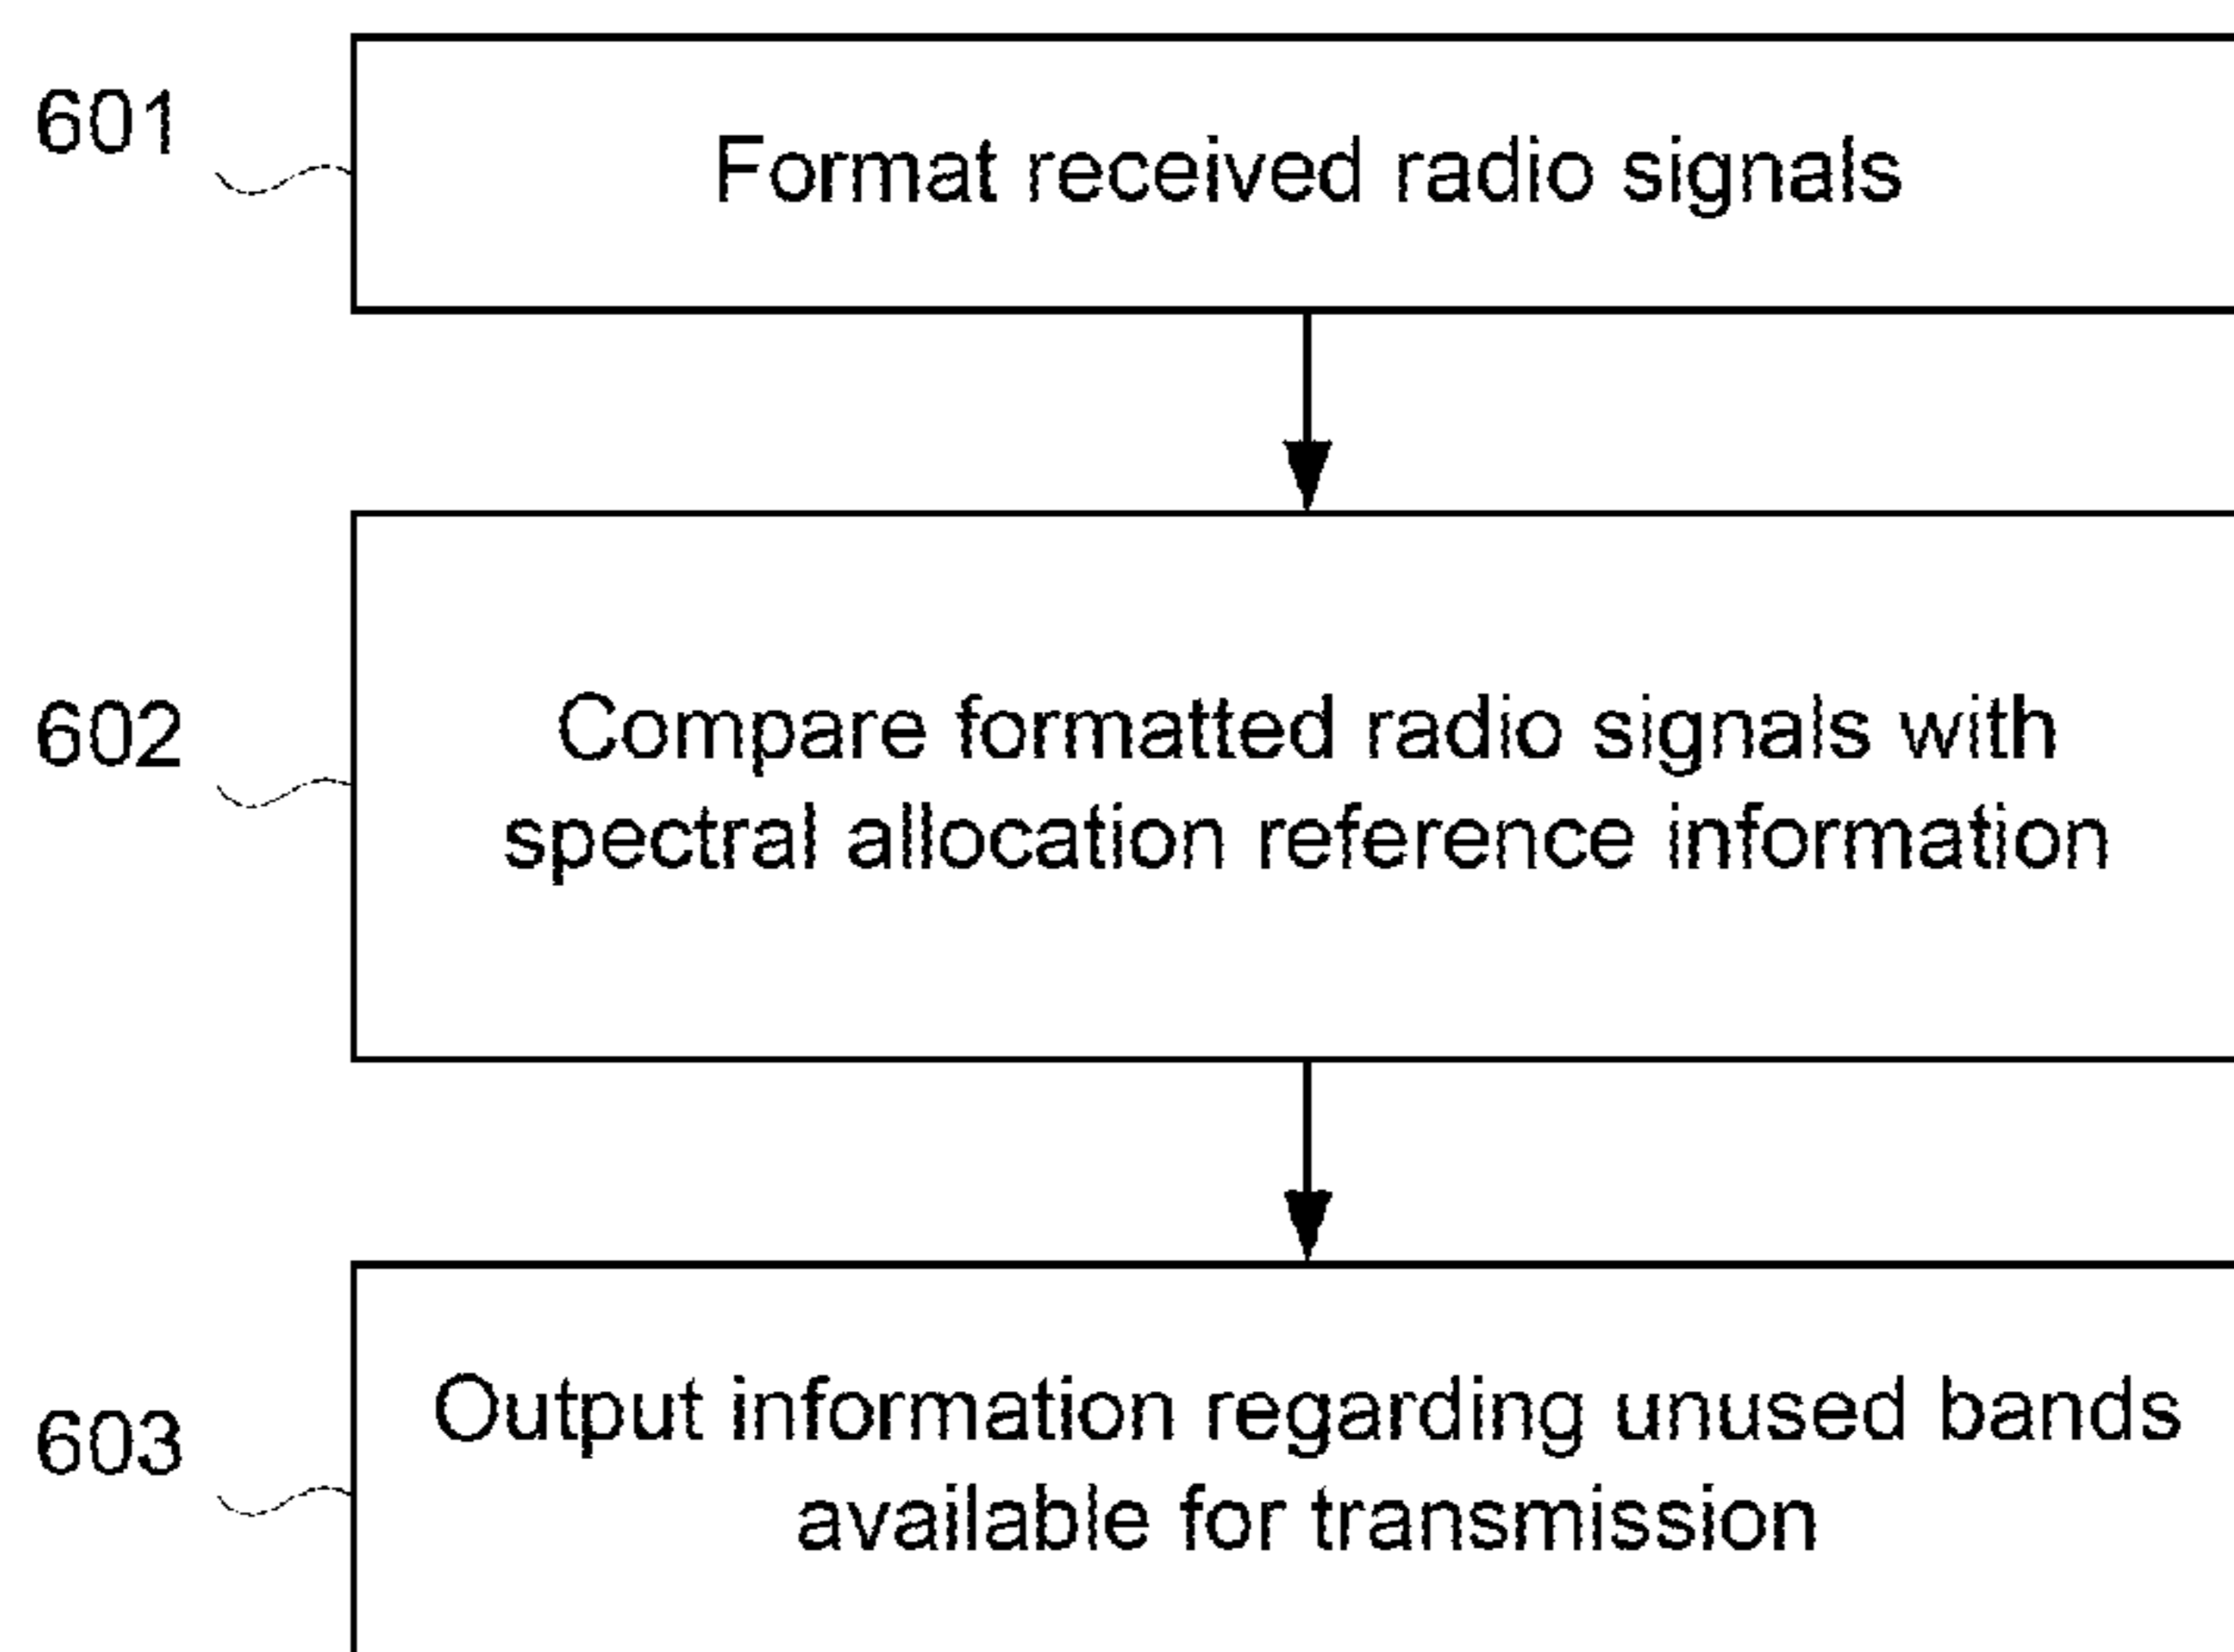 601
Format received radio signals
602
Compare formatted radio signals with
spectral allocation reference information
603
Output information regarding unused bands
available for transmission